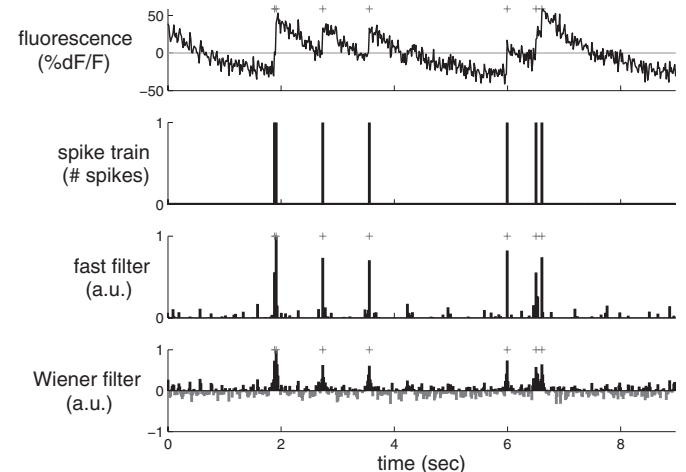 fluorescence
(%dF/F)
50
0
−50
spike train
(# spikes)
1
0
fast filter
(a.u.)
1
0
Wiener filter
(a.u.)
1
0
−1
0 2 4 6 8
time (sec)